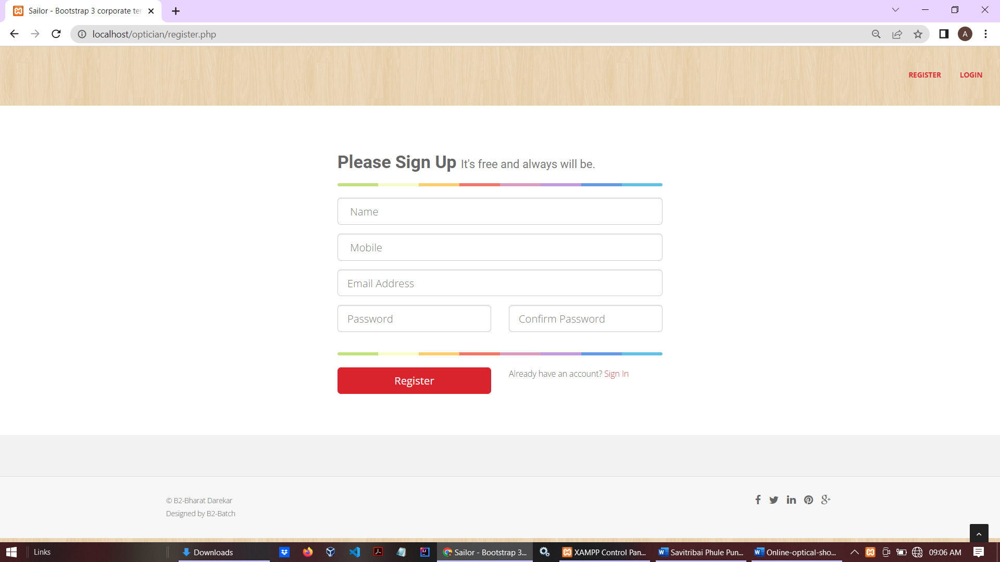 Sailor - Bootstrap 3 corporate ter
localhost/optician/register.php
A
REGISTER LOGIN
Please Sign Up It's free and always will be.
Name
Mobile
Email Address
Password Confirm Password
Register Already have an account? Sign In
© B2-Bharat Darekar
Designed by B2-Batch
Links Downloads Sailor - Bootstrap 3... XAMPP Control Pan... Savitribai Phule Pun... Online-optical-sho... 09:06 AM